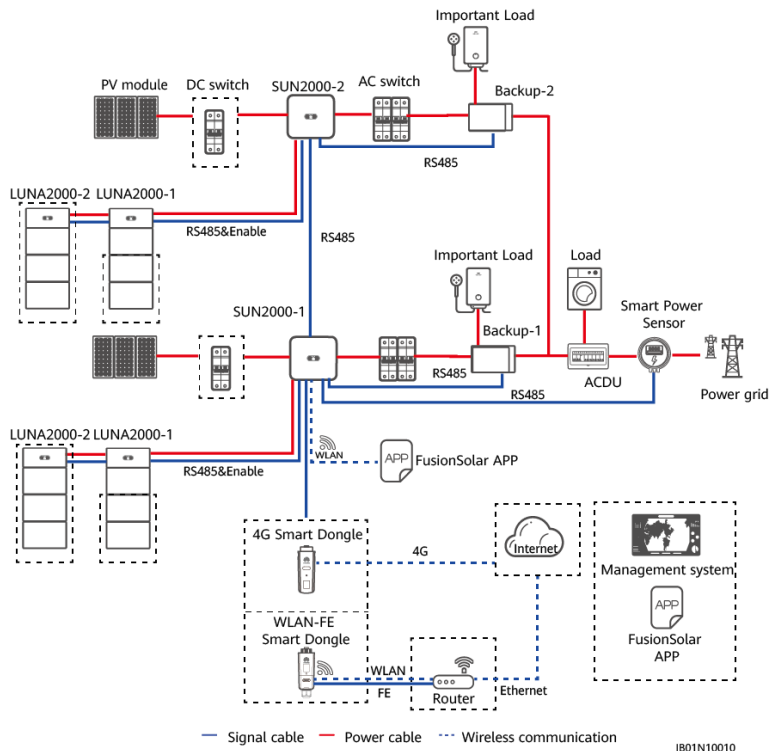 Important Load
PV module
DC switch
SUN2000-2
AC switch
Backup-2
RS485
LUNA2000-2
LUNA2000-1
RS485&Enable
RS485
Important Load
Load
SUN2000-1
Smart Power
Sensor
Backup-1
RS485
ACDU
Power grid
RS485
LUNA2000-2
LUNA2000-1
RS485&Enable
WLAN
APP
FusionSolar APP
4G Smart Dongle
4G
Internet
Management system
WLAN-FE
Smart Dongle
APP
FusionSolar
APP
WLAN
FE
Router
Ethernet
Signal cable
Power cable
Wireless communication
IB01N10010